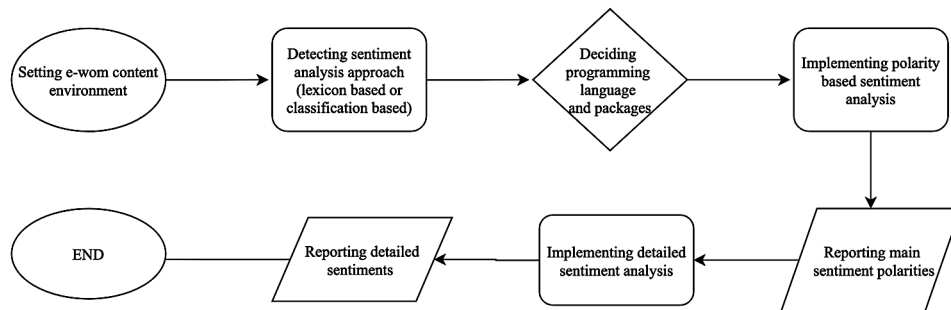 Setting e-wom content
environment
Detecting sentiment
analysis approach
(lexicon based or
classification based)
Deciding
programming
language
and packages
Implementing polarity
based sentiment
analysis
END
Reporting detailed
sentiments
Implementing detailed
sentiment analysis
Reporting main
sentiment polarities